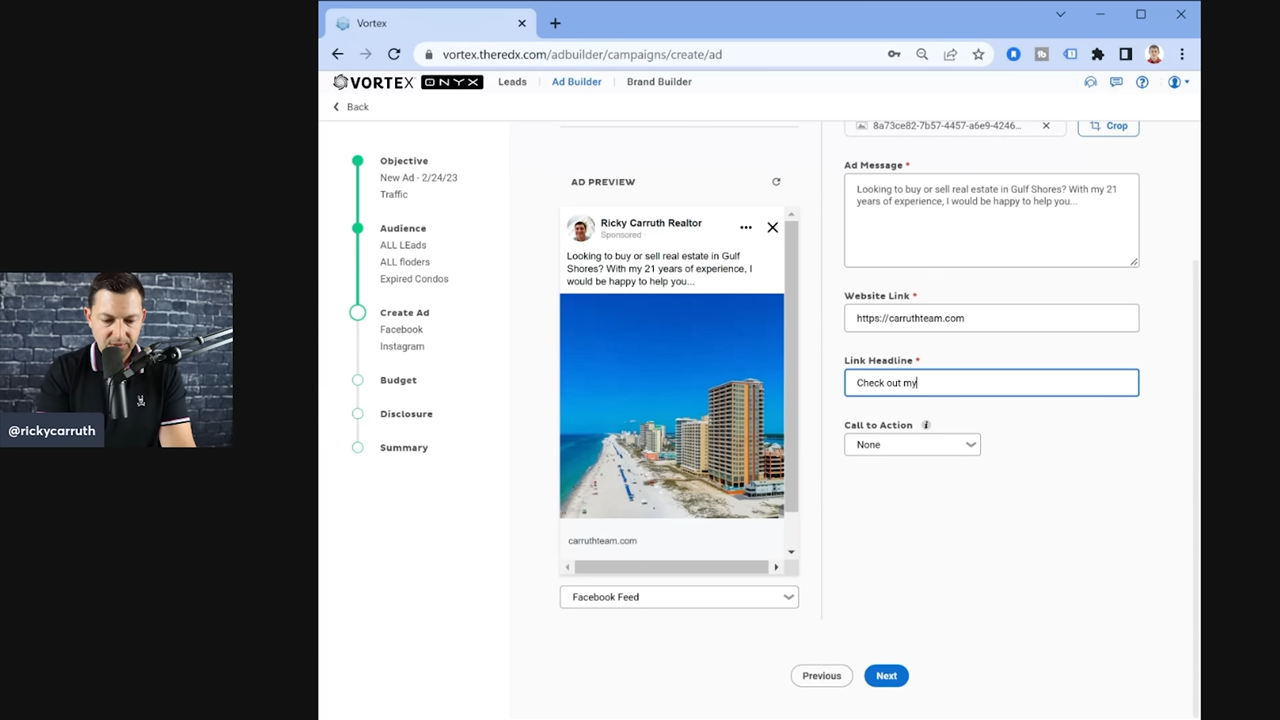 Vortex
vortex.theredx.com/adbuilder/campaigns/create/ad
VORTEX ONYX Leads Ad Builder Brand Builder
Back
Objective
New Ad - 2/24/23
Traffic
Audience
ALL LEads
ALL floders
Expired Condos
Create Ad
Facebook
Instagram
Budget
Disclosure
Summary
AD PREVIEW
Ricky Carruth Realtor
Sponsored ·
Looking to buy or sell real estate in Gulf
Shores? With my 21 years of experience, I
would be happy to help you...
carruthteam.com
Facebook Feed
8a73ce82-7b57-4457-a6e9-4246...
Crop
Ad Message *
Looking to buy or sell real estate in Gulf Shores? With my 21
years of experience, I would be happy to help you...
Website Link *
https://carruthteam.com
Link Headline *
Check out my
Call to Action i
None
Previous
Next
@rickycarruth